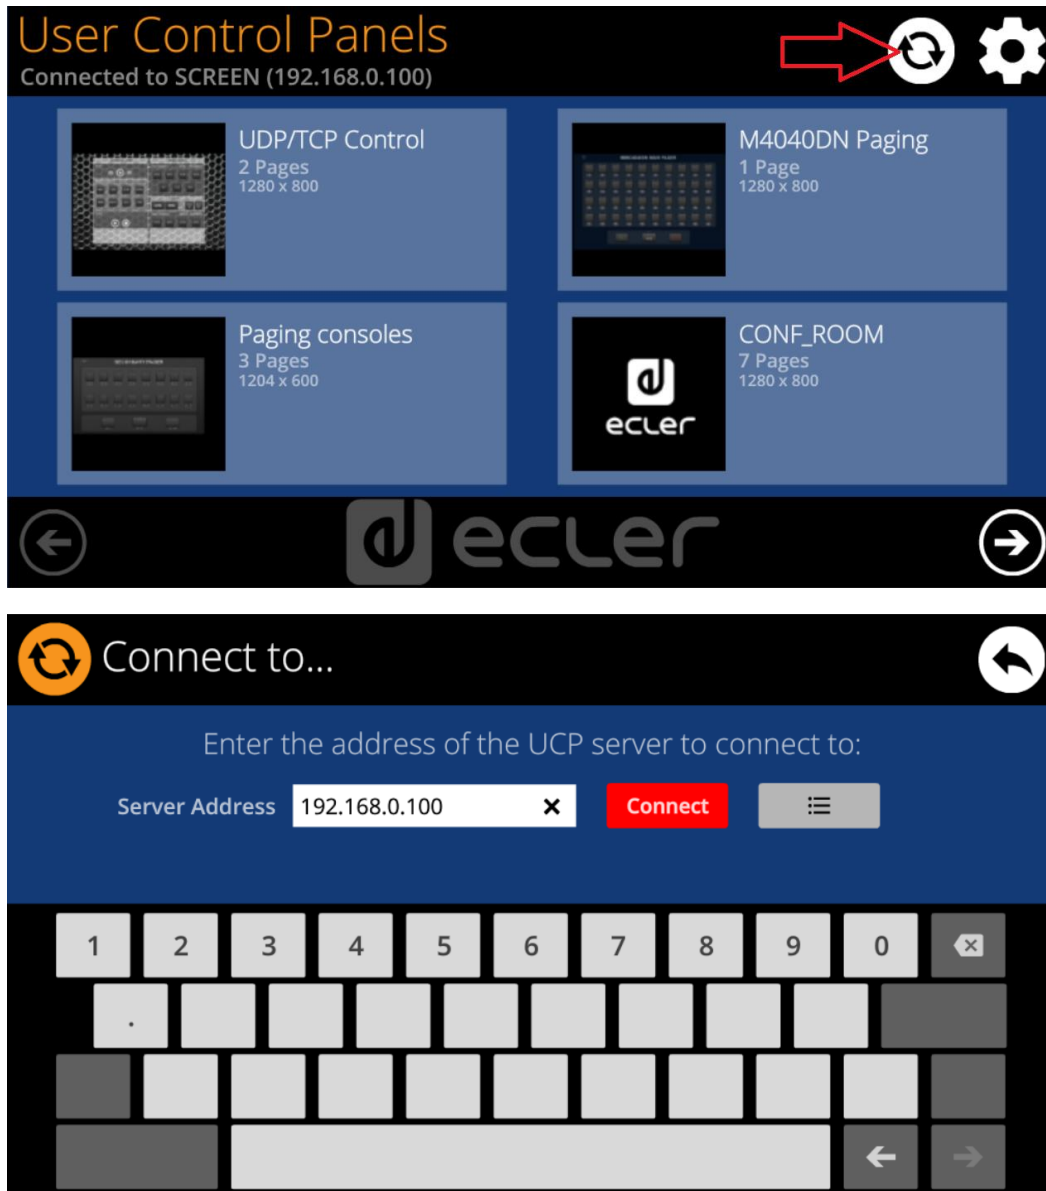 User Control Panels
Connected to SCREEN (192.168.0.100)
UDP/TCP Control
2 Pages
1280 x 800
M4040DN Paging
1 Page
1280 x 800
Paging consoles
3 Pages
1204 x 600
ecler
CONF_ROOM
7 Pages
1280 x 800
ecler
Connect to...
Enter the address of the UCP server to connect to:
Server Address 192.168.0.100 Connect
1 2 3 4 5 6 7 8 9 0
.